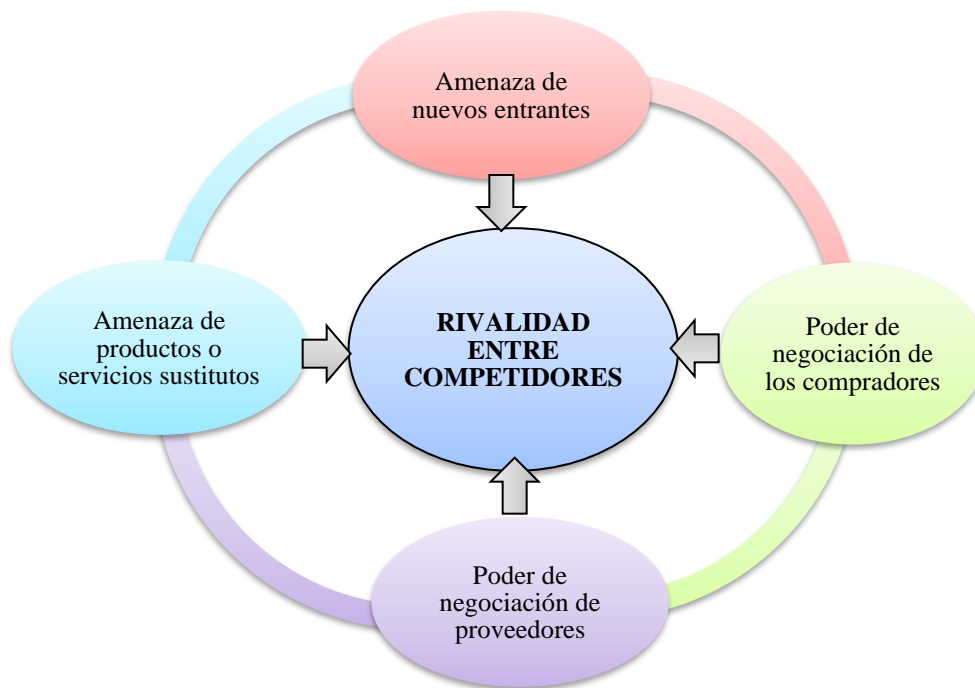 Amenaza de
nuevos entrantes
Amenaza de
productos o
servicios sustitutos
RIVALIDAD
ENTRE
COMPETIDORES
Poder de
negociación de
los compradores
Poder de
negociación de
proveedores